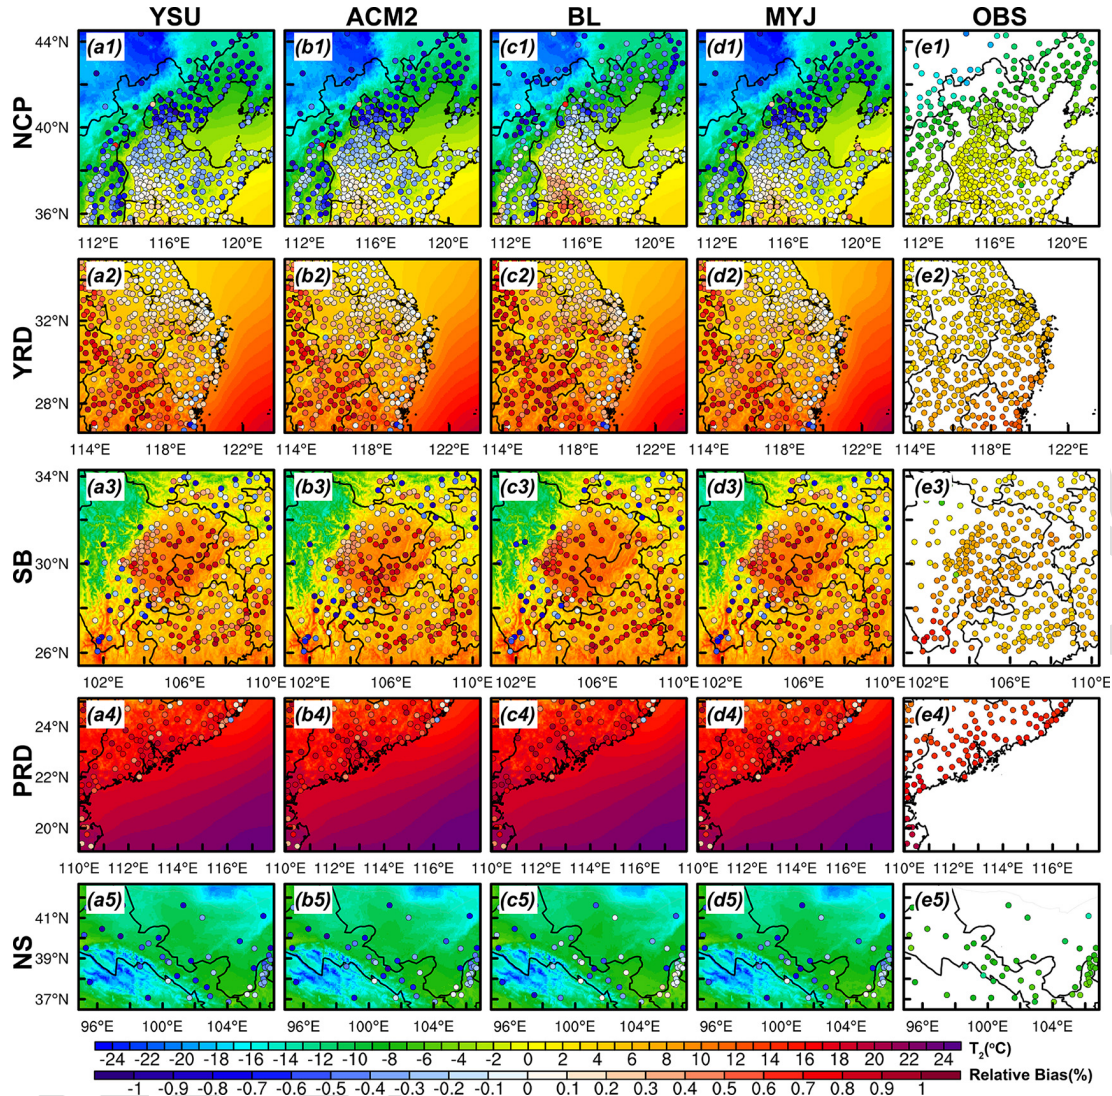 YSU ACM2 BL MYJ OBS
NCP
44°N
40°N
36°N
(a1) (b1) (c1) (d1) (e1)
112°E 116°E 120°E 112°E 116°E 120°E 112°E 116°E 120°E 112°E 116°E 120°E 112°E 116°E 120°E
YRD
32°N
28°N
(a2) (b2) (c2) (d2) (e2)
114°E 118°E 122°E 114°E 118°E 122°E 114°E 118°E 122°E 114°E 118°E 122°E 114°E 118°E 122°E
SB
34°N
30°N
26°N
(a3) (b3) (c3) (d3) (e3)
102°E 106°E 110°E 102°E 106°E 110°E 102°E 106°E 110°E 102°E 106°E 110°E 102°E 106°E 110°E
PRD
24°N
22°N
20°N
(a4) (b4) (c4) (d4) (e4)
110°E 112°E 114°E 116°E 110°E 112°E 114°E 116°E 110°E 112°E 114°E 116°E 110°E 112°E 114°E 116°E 110°E 112°E 114°E 116°E
NS
41°N
39°N
37°N
(a5) (b5) (c5) (d5) (e5)
96°E 100°E 104°E 96°E 100°E 104°E 96°E 100°E 104°E 96°E 100°E 104°E 96°E 100°E 104°E
-24 -22 -20 -18 -16 -14 -12 -10 -8 -6 -4 -2 0 2 4 6 8 10 12 14 16 18 20 22 24 T₂(°C)
-1 -0.9 -0.8 -0.7 -0.6 -0.5 -0.4 -0.3 -0.2 -0.1 0 0.1 0.2 0.3 0.4 0.5 0.6 0.7 0.8 0.9 1 Relative Bias(%)